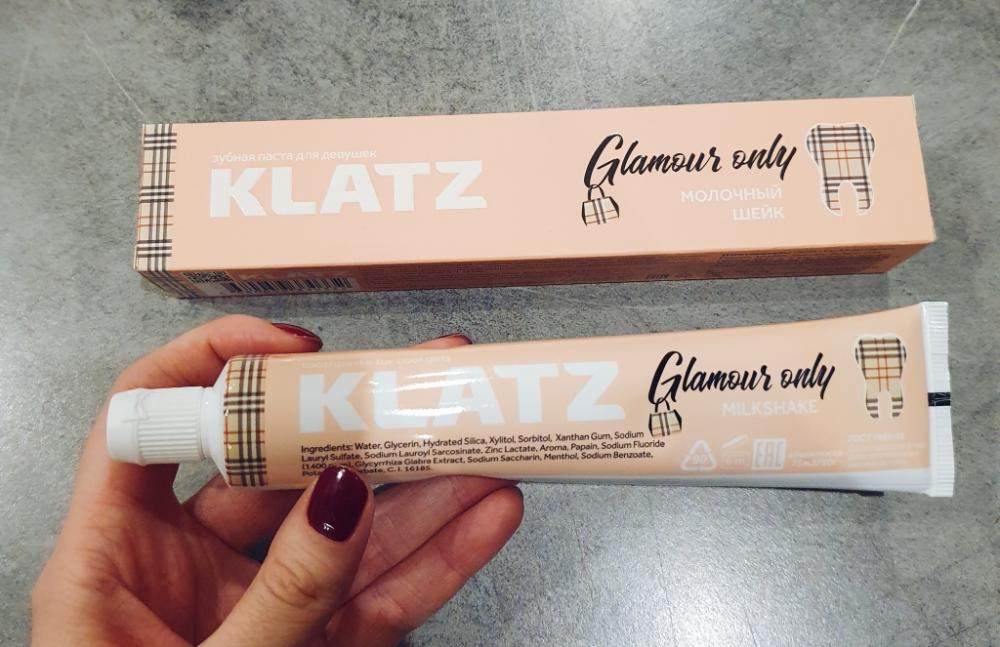 зубная паста для девушек
KLATZ
Glamour only
МОЛОЧНЫЙ
ШЕЙК
KLATZ
Glamour only
MILKSHAKE
Ingredients: Water, Glycerin, Hydrated Silica, Xylitol, Sorbitol, Xanthan Gum, Sodium
Lauryl Sulfate, Sodium Lauroyl Sarcosinate, Zinc Lactate, Aroma, Papain, Sodium Fluoride
(1400 Glycyrrhiza Glabra Extract, Sodium Saccharin, Menthol, Sodium Benzoate,
C. I. 16185.
EAC